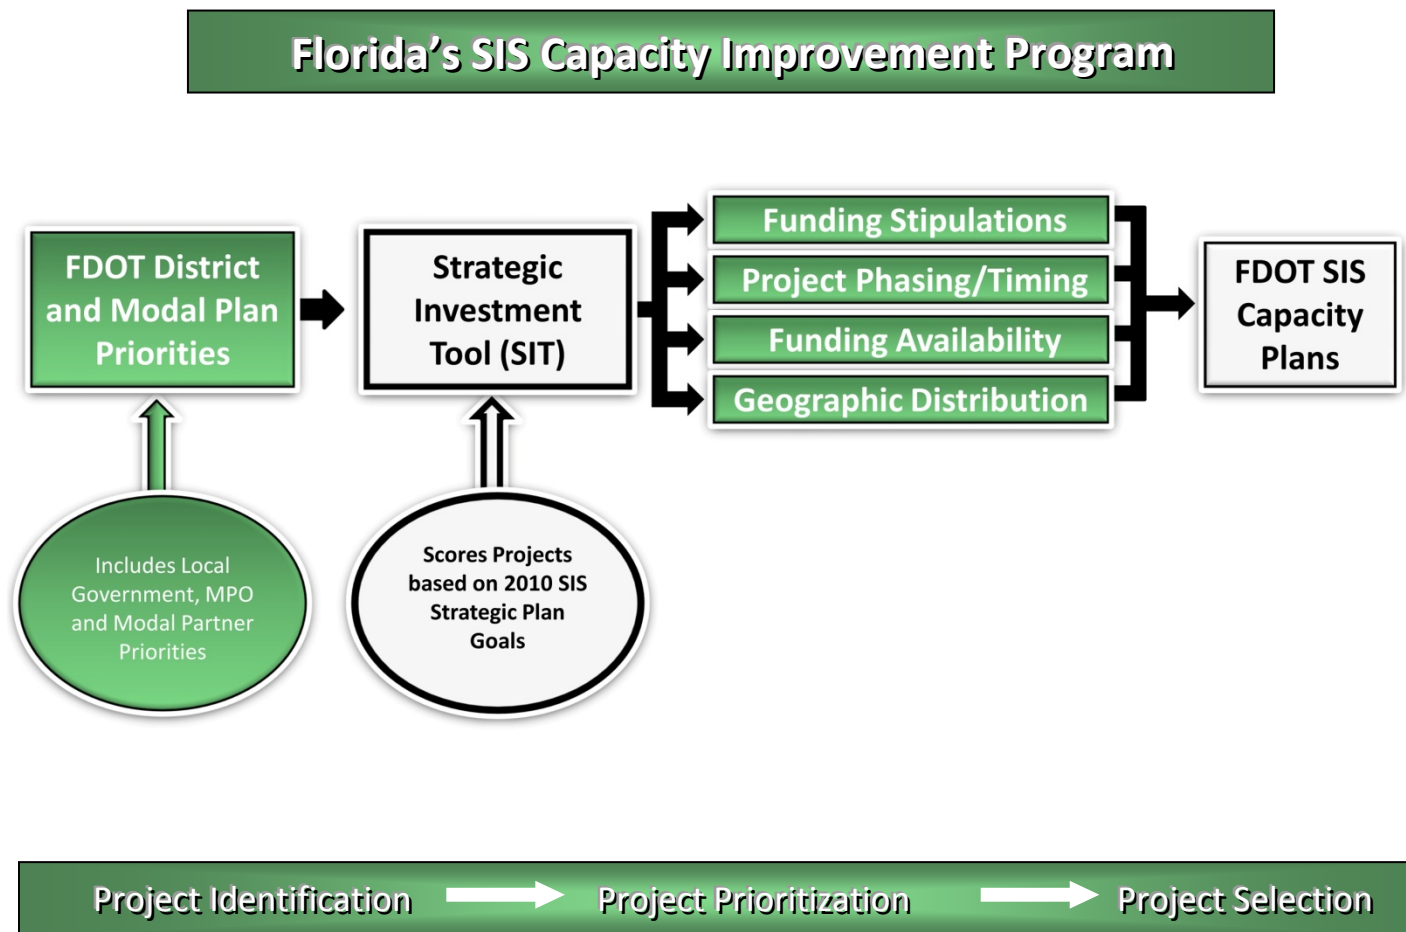 Florida’s SIS Capacity Improvement Program
FDOT District
and Modal Plan
Priorities
Strategic
Investment
Tool (SIT)
Funding Stipulations
Project Phasing/Timing
Funding Availability
Geographic Distribution
FDOT SIS
Capacity
Plans
Includes Local
Government, MPO
and Modal Partner
Priorities
Scores Projects
based on 2010 SIS
Strategic Plan
Goals
Project Identification
Project Prioritization
Project Selection